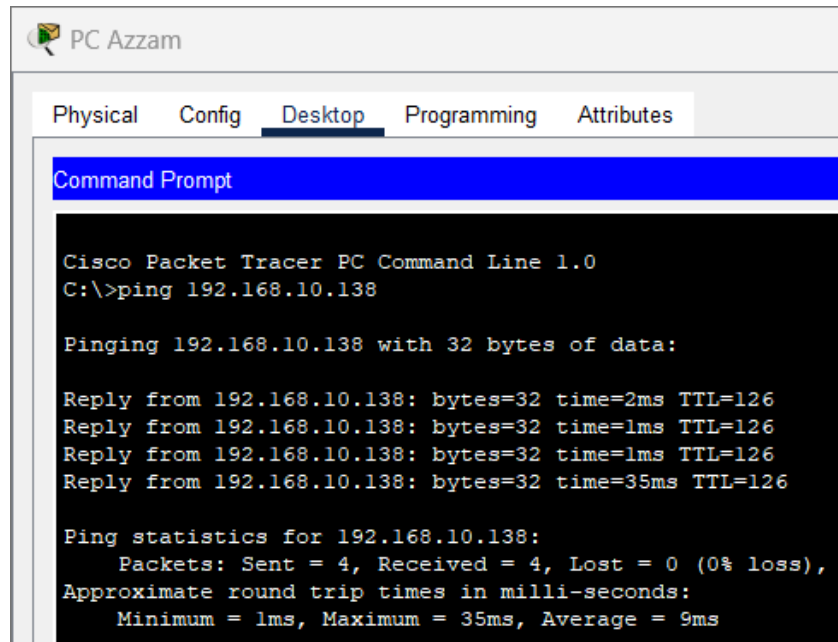 PC Azzam
Physical Config Desktop Programming Attributes
Command Prompt
Cisco Packet Tracer PC Command Line 1.0
C:\>ping 192.168.10.138
Pinging 192.168.10.138 with 32 bytes of data:
Reply from 192.168.10.138: bytes=32 time=2ms TTL=126
Reply from 192.168.10.138: bytes=32 time=1ms TTL=126
Reply from 192.168.10.138: bytes=32 time=1ms TTL=126
Reply from 192.168.10.138: bytes=32 time=35ms TTL=126
Ping statistics for 192.168.10.138:
    Packets: Sent = 4, Received = 4, Lost = 0 (0% loss),
Approximate round trip times in milli-seconds:
    Minimum = 1ms, Maximum = 35ms, Average = 9ms